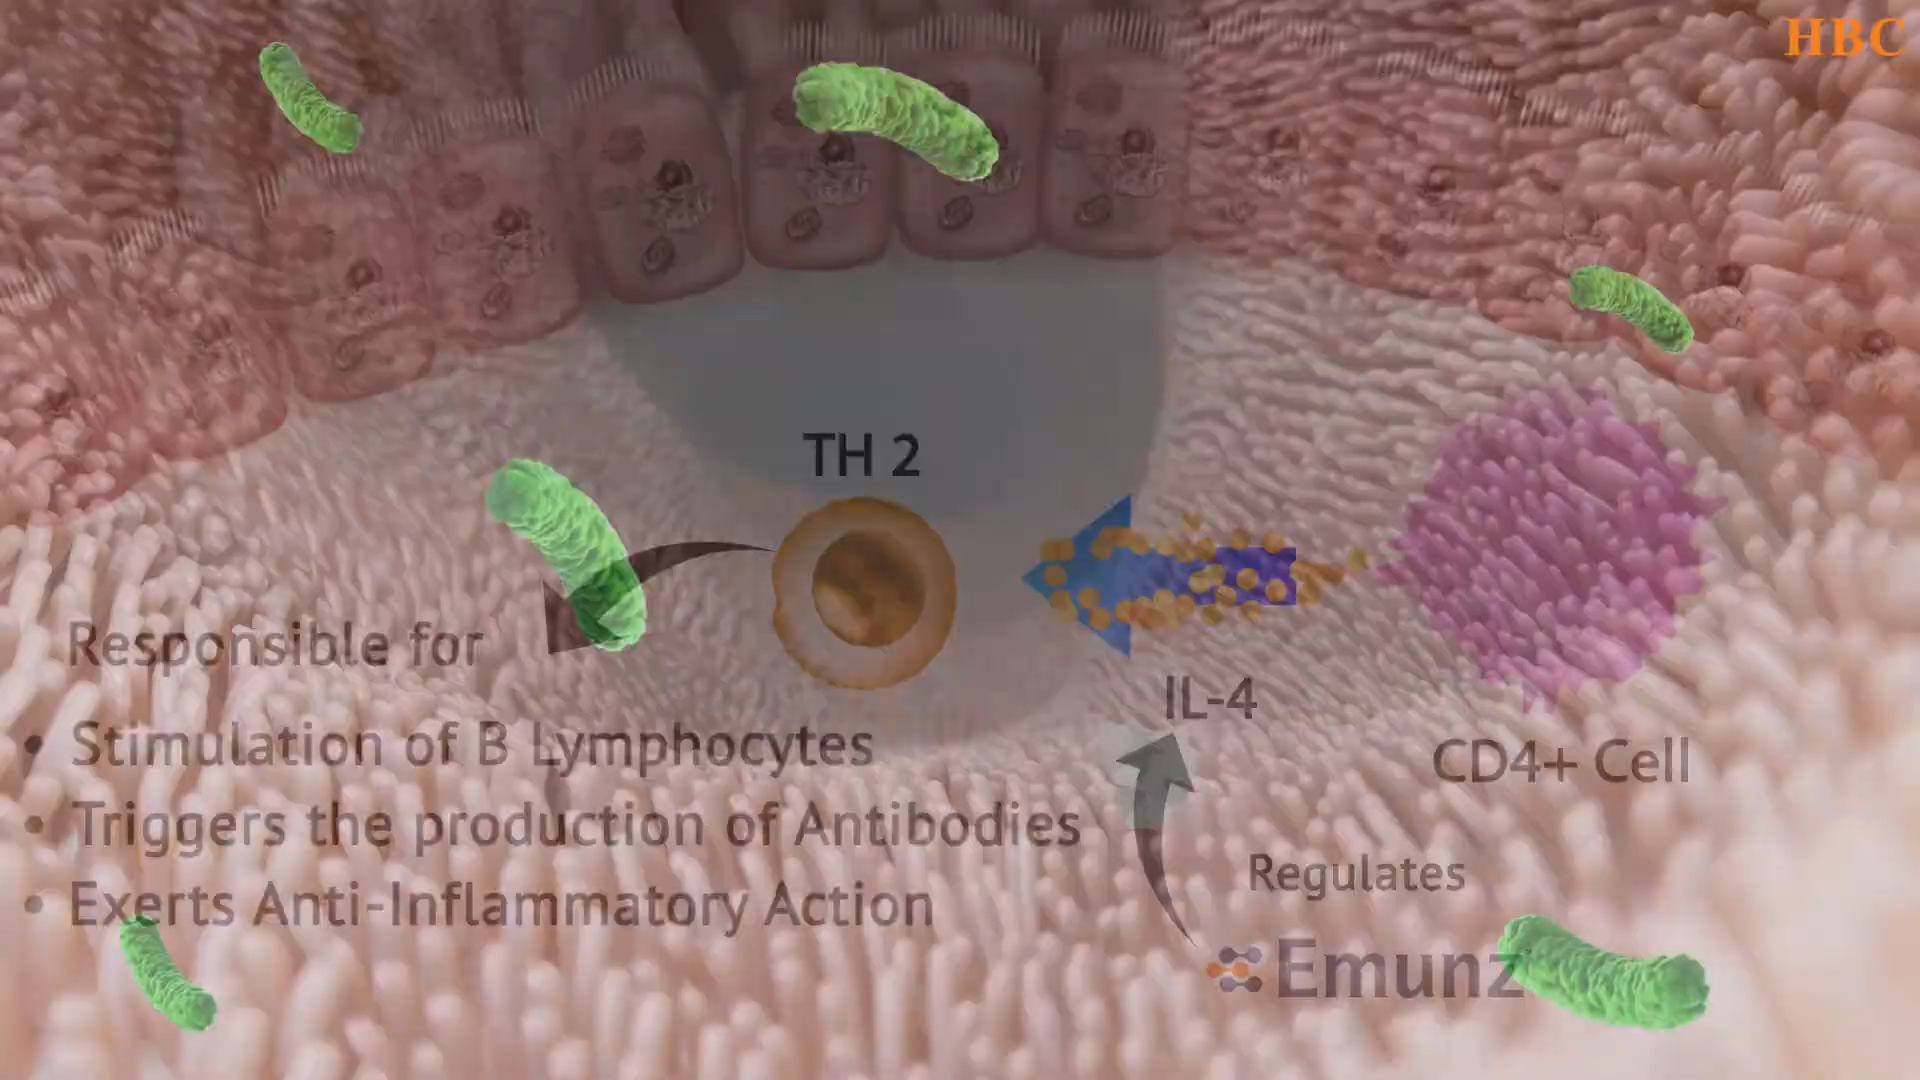 HBC
TH 2
IL-4
CD4+ Cell
Responsible for
• Stimulation of B Lymphocytes
• Triggers the production of Antibodies
• Exerts Anti-Inflammatory Action
Regulates
Emunz